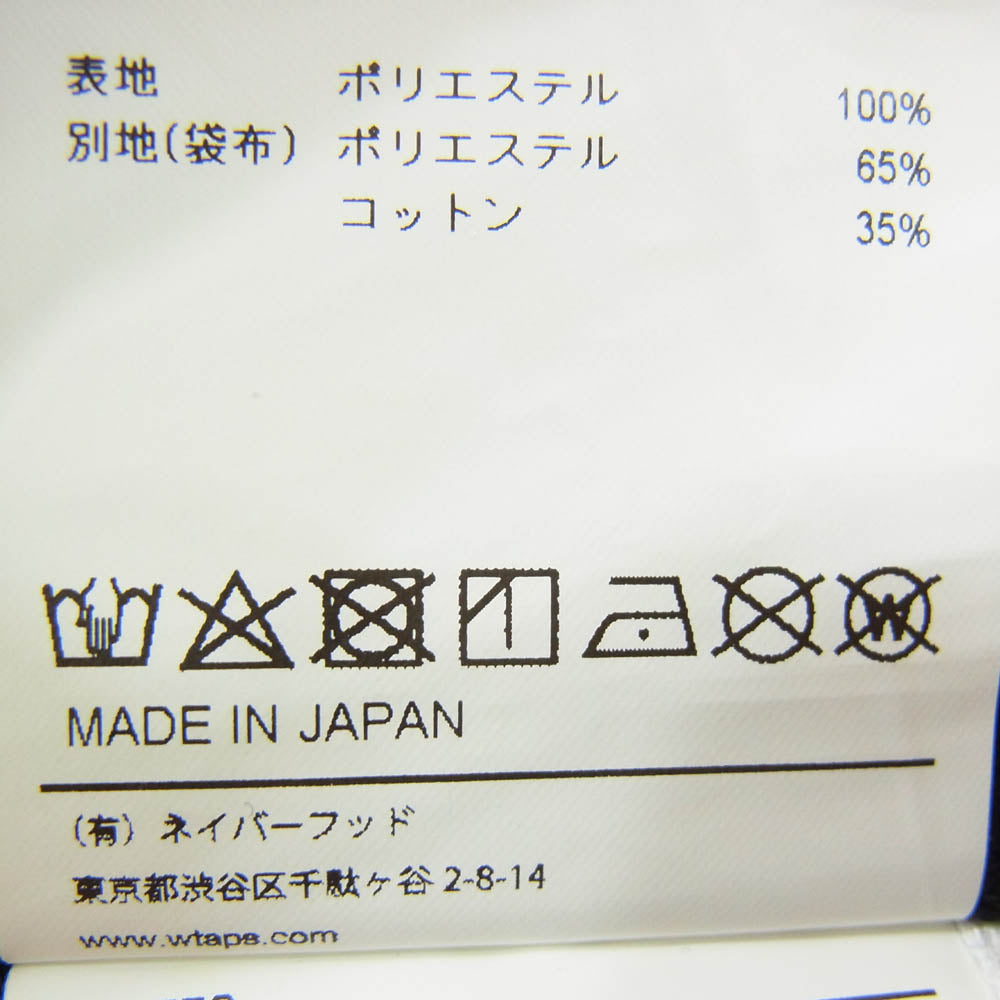 表地 ポリエステル 100%
別地(袋布) ポリエステル 65%
コットン 35%
W
MADE IN JAPAN
(有) ネイバーフッド
東京都渋谷区千駄ヶ谷 2-8-14
www.wtaps.com